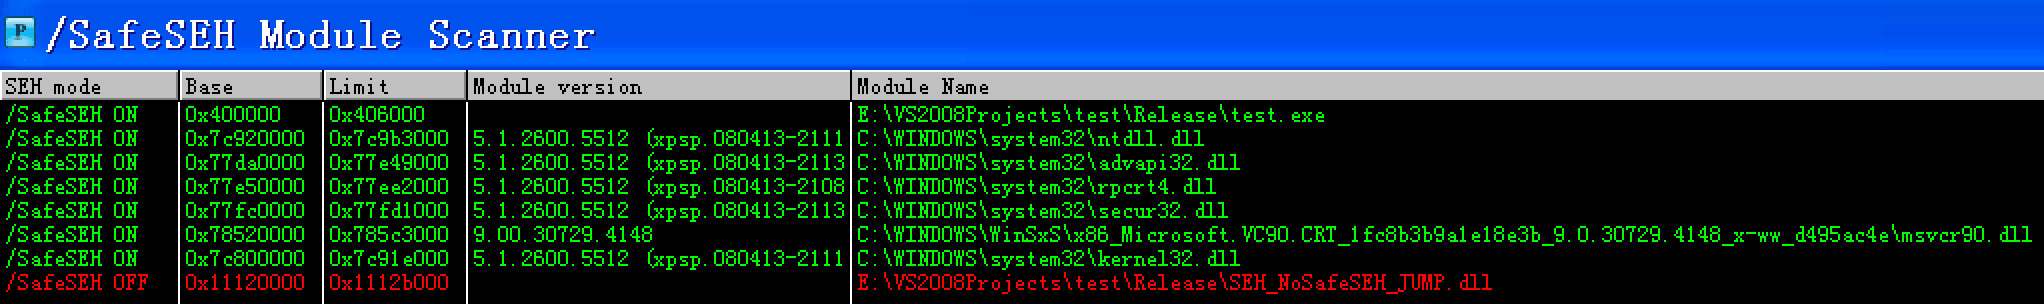 P /SafeSEH Module Scanner
SEH mode Base Limit Module version Module Name
/SafeSEH ON 0x400000 0x406000 E:\VS2008Projects\test\Release\test.exe
/SafeSEH ON 0x7c920000 0x7c9b3000 5.1.2600.5512 (xpsp.080413-2111 C:\WINDOWS\system32\ntdll.dll
/SafeSEH ON 0x77da0000 0x77e49000 5.1.2600.5512 (xpsp.080413-2113 C:\WINDOWS\system32\advapi32.dll
/SafeSEH ON 0x77e50000 0x77ee2000 5.1.2600.5512 (xpsp.080413-2108 C:\WINDOWS\system32\rpcrt4.dll
/SafeSEH ON 0x77fc0000 0x77fd1000 5.1.2600.5512 (xpsp.080413-2113 C:\WINDOWS\system32\secur32.dll
/SafeSEH ON 0x78520000 0x785c3000 9.00.30729.4148 C:\WINDOWS\WinSxS\x86_Microsoft.VC90.CRT_1fc8b3b9a1e18e3b_9.0.30729.4148_x-ww_d495ac4e\msvcr90.dll
/SafeSEH ON 0x7c800000 0x7c91e000 5.1.2600.5512 (xpsp.080413-2111 C:\WINDOWS\system32\kernel32.dll
/SafeSEH OFF 0x11120000 0x1112b000 E:\VS2008Projects\test\Release\SEH_NoSafeSEH_JUMP.dll